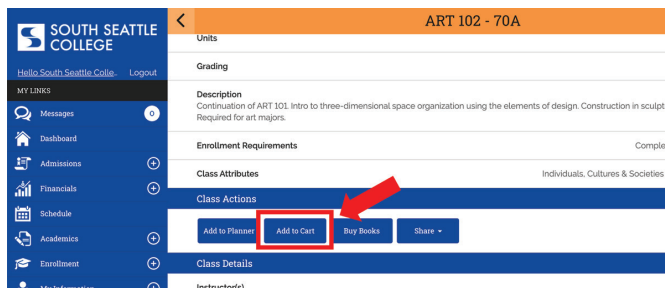 SOUTH SEATTLE
COLLEGE
Hello South Seattle Colle.. Logout
MY LINKS
Messages 0
Dashboard
Admissions
Financials
Schedule
Academics
Enrollment
My Information
ART 102 - 70A
Units
Grading
Description
Continuation of ART 101. Intro to three-dimensional space organization using the elements of design. Construction in sculpt
Required for art majors.
Enrollment Requirements Comple
Class Attributes Individuals, Cultures & Societies
Class Actions
Add to Planner Add to Cart Buy Books Share
Class Details
Instructor(s)